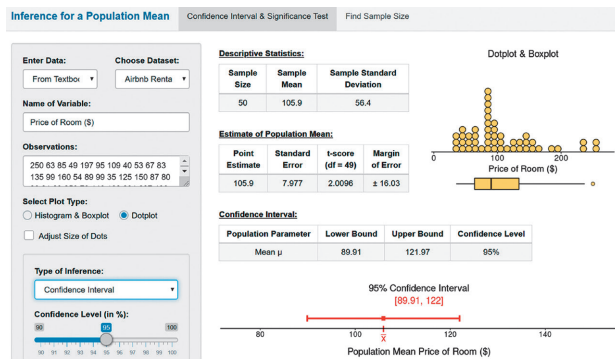 Inference for a Population Mean
Confidence Interval & Significance Test
Find Sample Size
Enter Data:
Choose Dataset:
From Textbox
Airbnb Renta
Name of Variable:
Price of Room ($)
Observations:
250 63 85 49 197 95 109 40 53 67 83
135 99 160 54 89 99 35 125 150 87 80
Select Plot Type:
Histogram & Boxplot
Dotplot
Adjust Size of Dots
Type of Inference:
Confidence Interval
Confidence Level (in %):
90 95 100
90 91 92 93 94 95 96 97 98 99 100
Descriptive Statistics:
Sample Size
Sample Mean
Sample Standard Deviation
50 105.9 56.4
Estimate of Population Mean:
Point Estimate
Standard Error
t-score (df = 49)
Margin of Error
105.9 7.977 2.0096 ± 16.03
Confidence Interval:
Population Parameter Lower Bound Upper Bound Confidence Level
Mean μ 89.91 121.97 95%
Dotplot & Boxplot
0 100 200
Price of Room ($)
95% Confidence Interval
[89.91, 122]
80 100 120 140
x̄
Population Mean Price of Room ($)